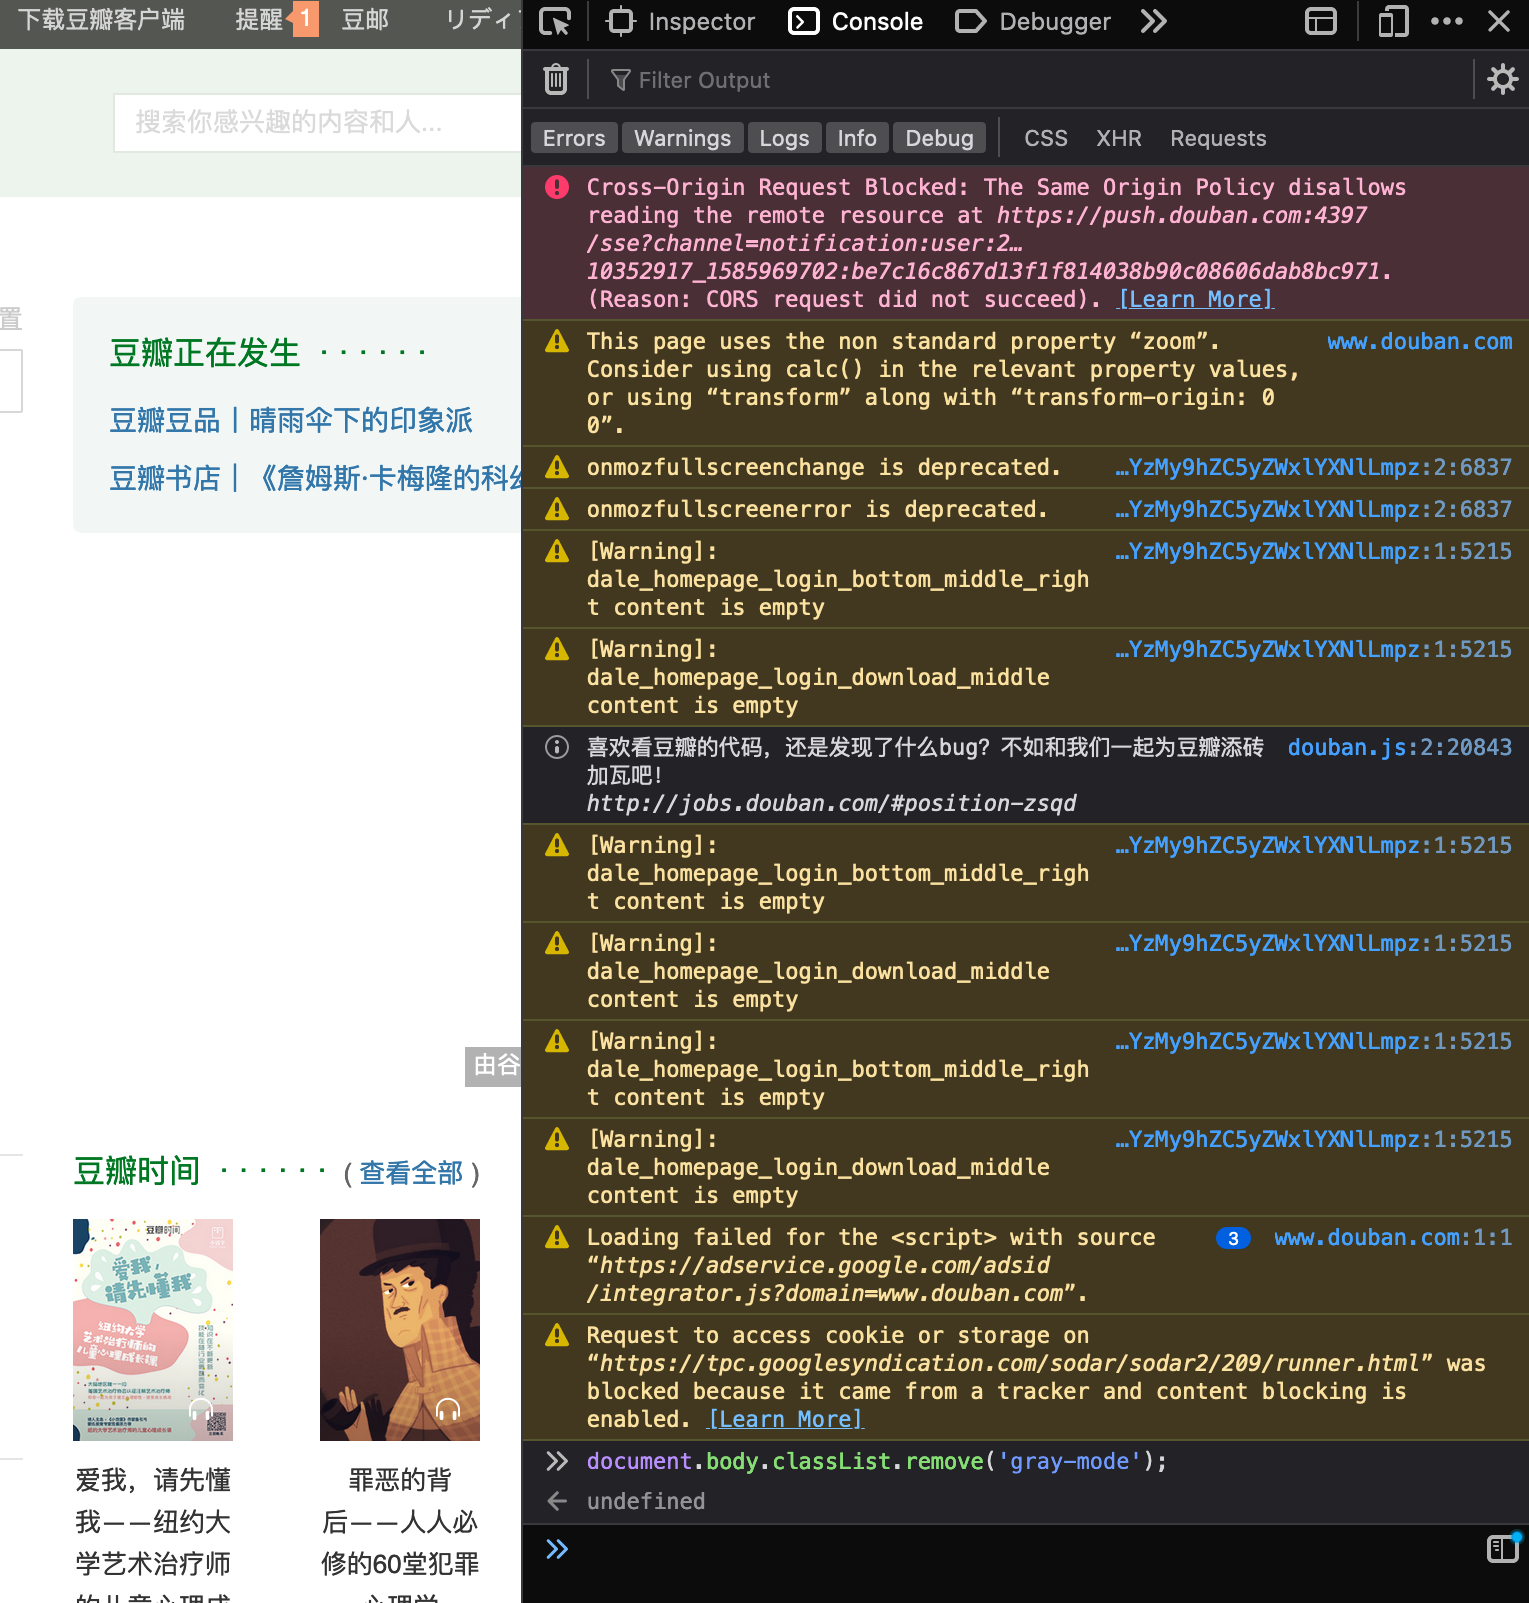 下载豆瓣客户端 提醒 1 豆邮 リディ
搜索你感兴趣的内容和人...
置
豆瓣正在发生 · · · · · ·
豆瓣豆品｜晴雨伞下的印象派
豆瓣书店｜《詹姆斯·卡梅隆的科幻
由谷
豆瓣时间 · · · · · · ( 查看全部 )
豆瓣时间
爱我，
请先懂我
纽约大学
艺术治疗师的
儿童心理成长课
爱我，请先懂
我——纽约大
学艺术治疗师
的儿童心理成
罪恶的背
后——人人必
修的60堂犯罪
心理学
Inspector Console Debugger
Filter Output
Errors Warnings Logs Info Debug CSS XHR Requests
Cross-Origin Request Blocked: The Same Origin Policy disallows
reading the remote resource at https://push.douban.com:4397
/sse?channel=notification:user:2…
10352917_1585969702:be7c16c867d13f1f814038b90c08606dab8bc971.
(Reason: CORS request did not succeed). [Learn More]
This page uses the non standard property “zoom”. www.douban.com
Consider using calc() in the relevant property values,
or using “transform” along with “transform-origin: 0
0”.
onmozfullscreenchange is deprecated. …YzMy9hZC5yZWxlYXNlLmpz:2:6837
onmozfullscreenerror is deprecated. …YzMy9hZC5yZWxlYXNlLmpz:2:6837
[Warning]: …YzMy9hZC5yZWxlYXNlLmpz:1:5215
dale_homepage_login_bottom_middle_righ
t content is empty
[Warning]: …YzMy9hZC5yZWxlYXNlLmpz:1:5215
dale_homepage_login_download_middle
content is empty
喜欢看豆瓣的代码，还是发现了什么bug？不如和我们一起为豆瓣添砖 douban.js:2:20843
加瓦吧！
http://jobs.douban.com/#position-zsqd
[Warning]: …YzMy9hZC5yZWxlYXNlLmpz:1:5215
dale_homepage_login_bottom_middle_righ
t content is empty
[Warning]: …YzMy9hZC5yZWxlYXNlLmpz:1:5215
dale_homepage_login_download_middle
content is empty
[Warning]: …YzMy9hZC5yZWxlYXNlLmpz:1:5215
dale_homepage_login_bottom_middle_righ
t content is empty
[Warning]: …YzMy9hZC5yZWxlYXNlLmpz:1:5215
dale_homepage_login_download_middle
content is empty
Loading failed for the <script> with source 3 www.douban.com:1:1
“https://adservice.google.com/adsid
/integrator.js?domain=www.douban.com”.
Request to access cookie or storage on
“https://tpc.googlesyndication.com/sodar/sodar2/209/runner.html” was
blocked because it came from a tracker and content blocking is
enabled. [Learn More]
document.body.classList.remove('gray-mode');
undefined